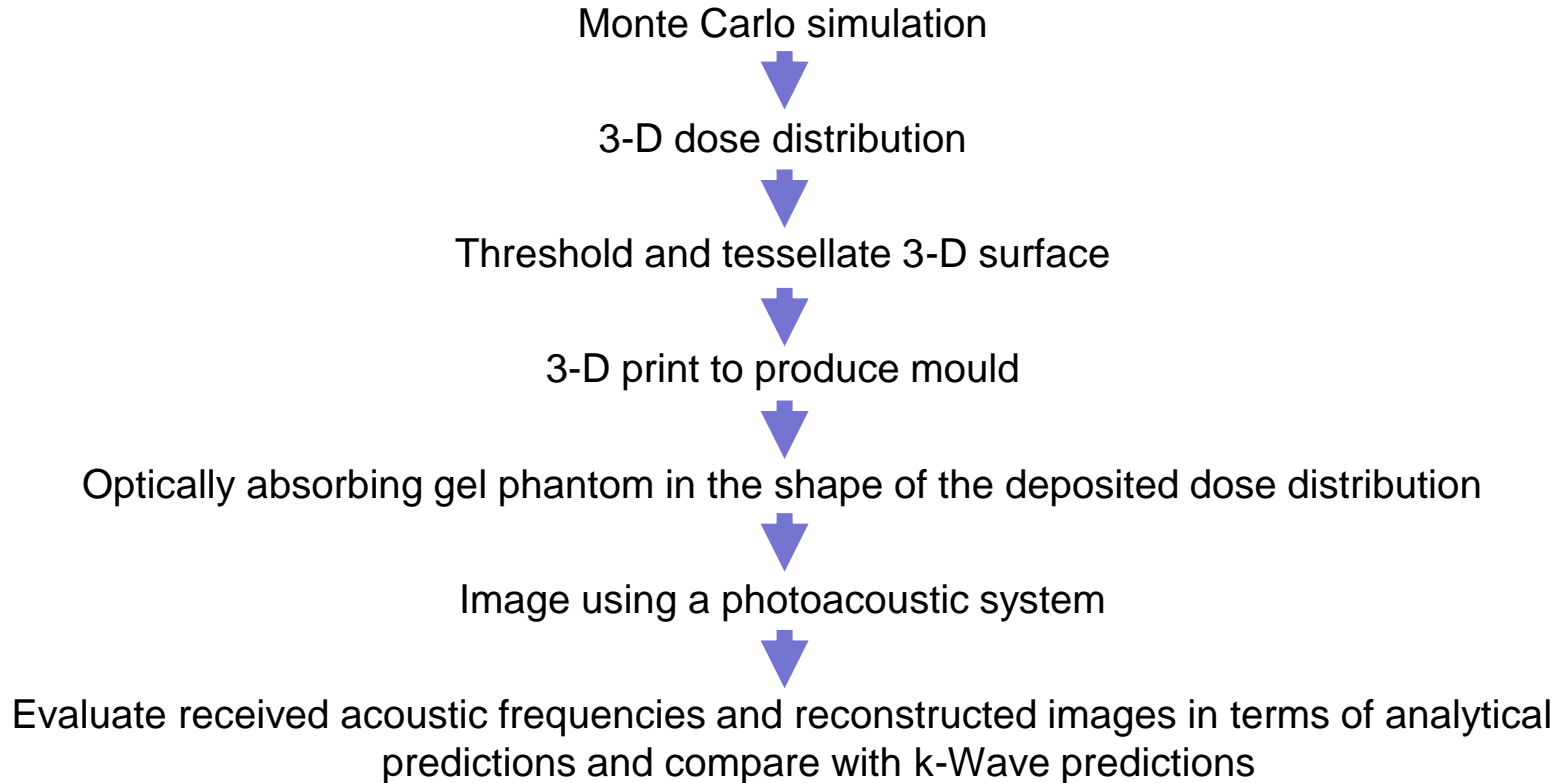 Monte Carlo simulation
3-D dose distribution
Threshold and tessellate 3-D surface
3-D print to produce mould
Optically absorbing gel phantom in the shape of the deposited dose distribution
Image using a photoacoustic system
Evaluate received acoustic frequencies and reconstructed images in terms of analytical
predictions and compare with k-Wave predictions